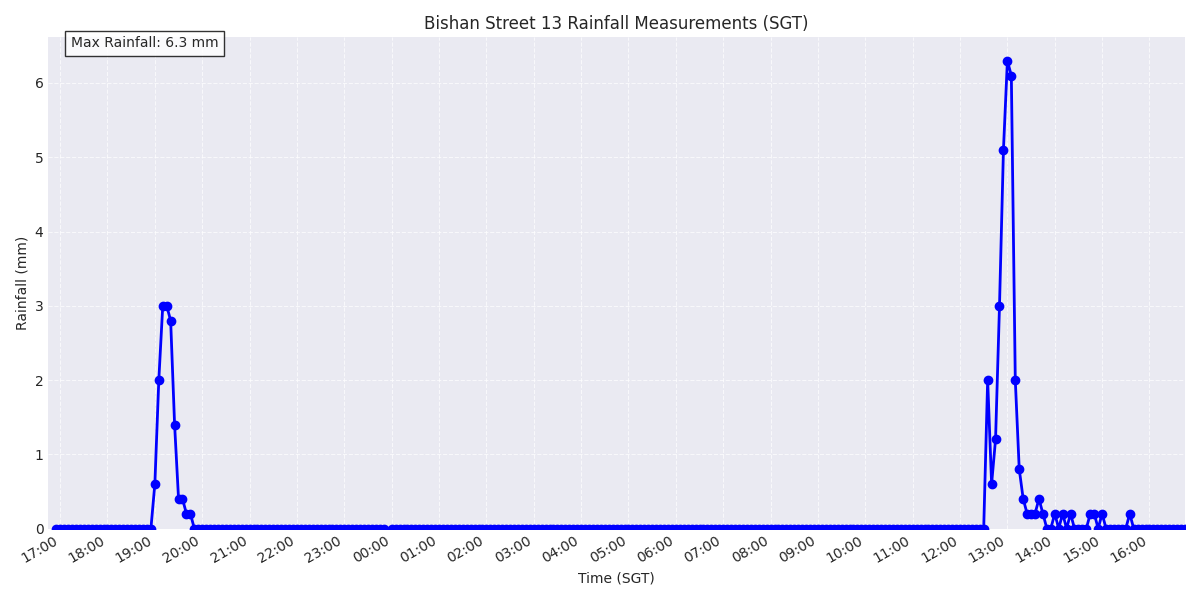 Bishan Street 13 Rainfall Measurements (SGT)
Max Rainfall: 6.3 mm
6
5
4
3
2
1
0
Rainfall (mm)
17:00 18:00 19:00 20:00 21:00 22:00 23:00 00:00 01:00 02:00 03:00 04:00 05:00 06:00 07:00 08:00 09:00 10:00 11:00 12:00 13:00 14:00 15:00 16:00
Time (SGT)